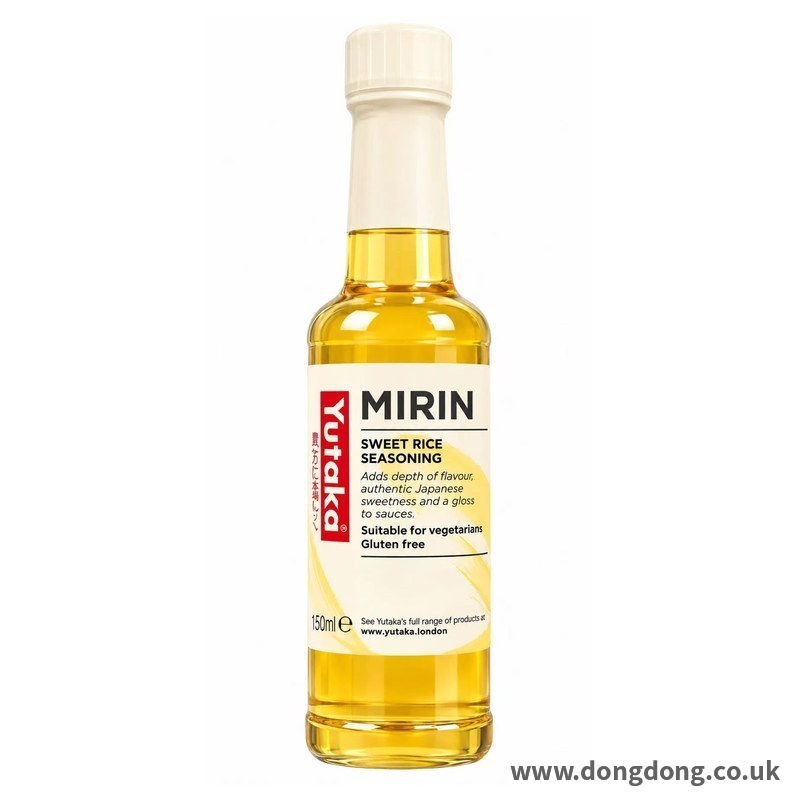 MIRIN
SWEET RICE
SEASONING
Adds depth of flavour,
authentic Japanese
sweetness and a gloss
to sauces.
Suitable for vegetarians
Gluten free
Yutaka®
150ml ℮
See Yutaka's full range of products at
www.yutaka.london
www.dongdong.co.uk